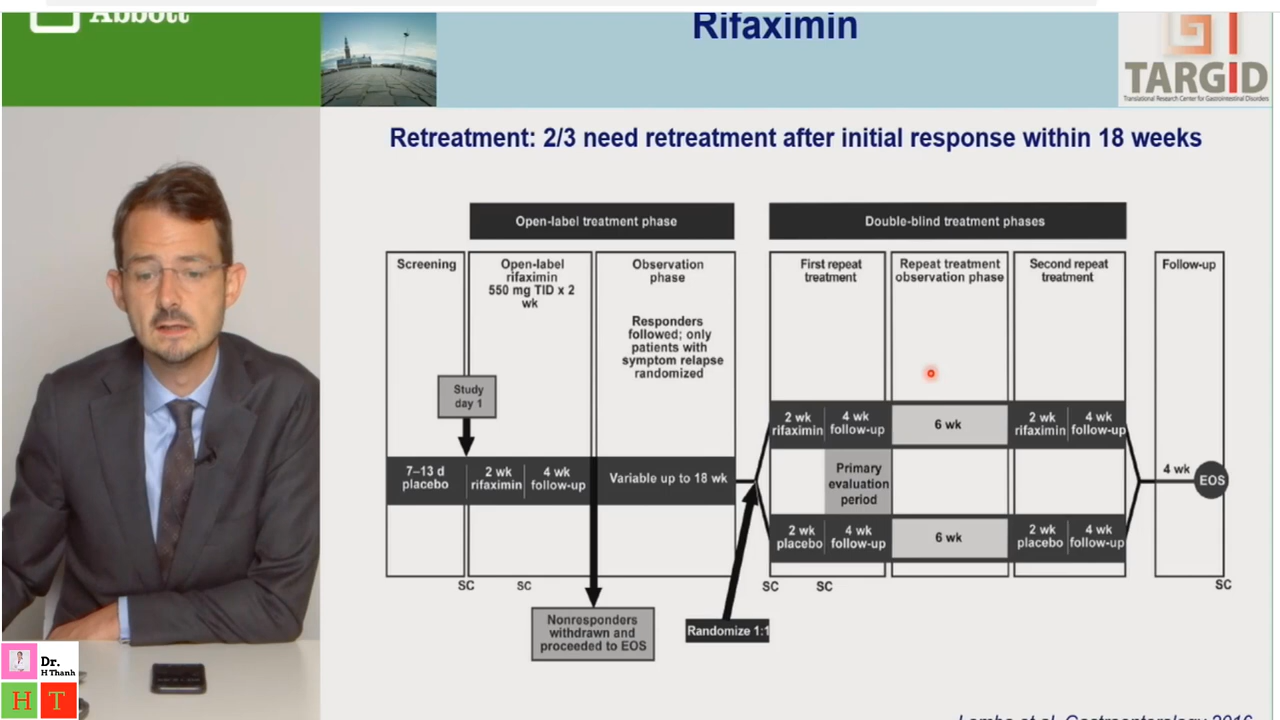 Abbott
Rifaximin
TARGID
Translational Research Center for Gastrointestinal Disorders
Retreatment: 2/3 need retreatment after initial response within 18 weeks
Open-label treatment phase
Double-blind treatment phases
Screening
Open-label
rifaximin
550 mg TID x 2
wk
Observation
phase
Responders
followed; only
patients with
symptom relapse
randomized
First repeat
treatment
Repeat treatment
observation phase
Second repeat
treatment
Follow-up
Study
day 1
7–13 d
placebo
2 wk
rifaximin
4 wk
follow-up
Variable up to 18 wk
2 wk
rifaximin
4 wk
follow-up
6 wk
2 wk
rifaximin
4 wk
follow-up
Primary
evaluation
period
4 wk
EOS
2 wk
placebo
4 wk
follow-up
6 wk
2 wk
placebo
4 wk
follow-up
SC
SC
SC
SC
SC
Nonresponders
withdrawn and
proceeded to EOS
Randomize 1:1
Dr.
H Thanh
H T